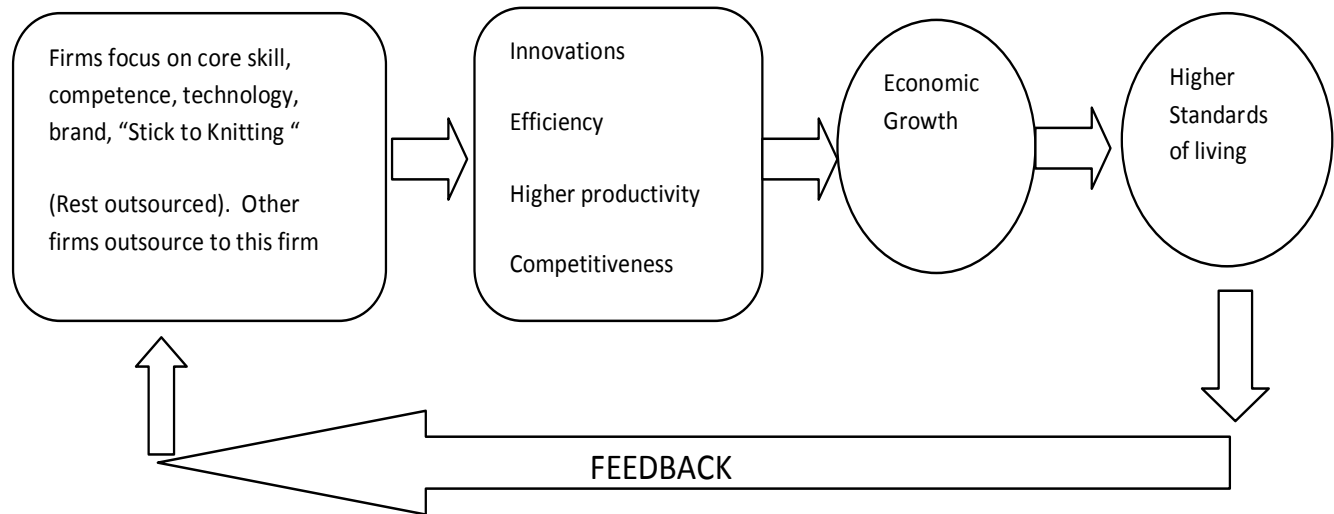 Firms focus on core skill,
competence, technology,
brand, “Stick to Knitting “
(Rest outsourced).  Other
firms outsource to this firm
Innovations
Efficiency
Higher productivity
Competitiveness
Economic
Growth
Higher
Standards
of living
FEEDBACK